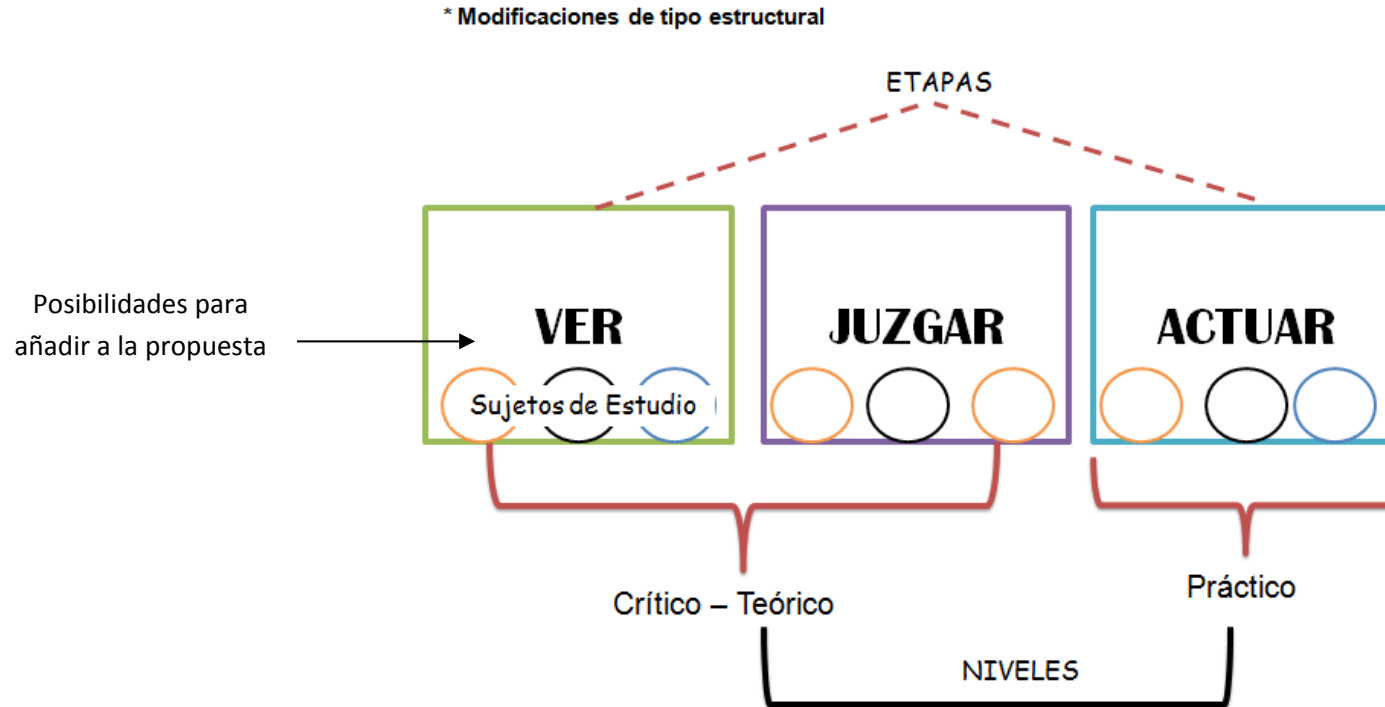 * Modificaciones de tipo estructural
ETAPAS
Posibilidades para
añadir a la propuesta
VER
JUZGAR
ACTUAR
Sujetos de Estudio
Crítico – Teórico
Práctico
NIVELES